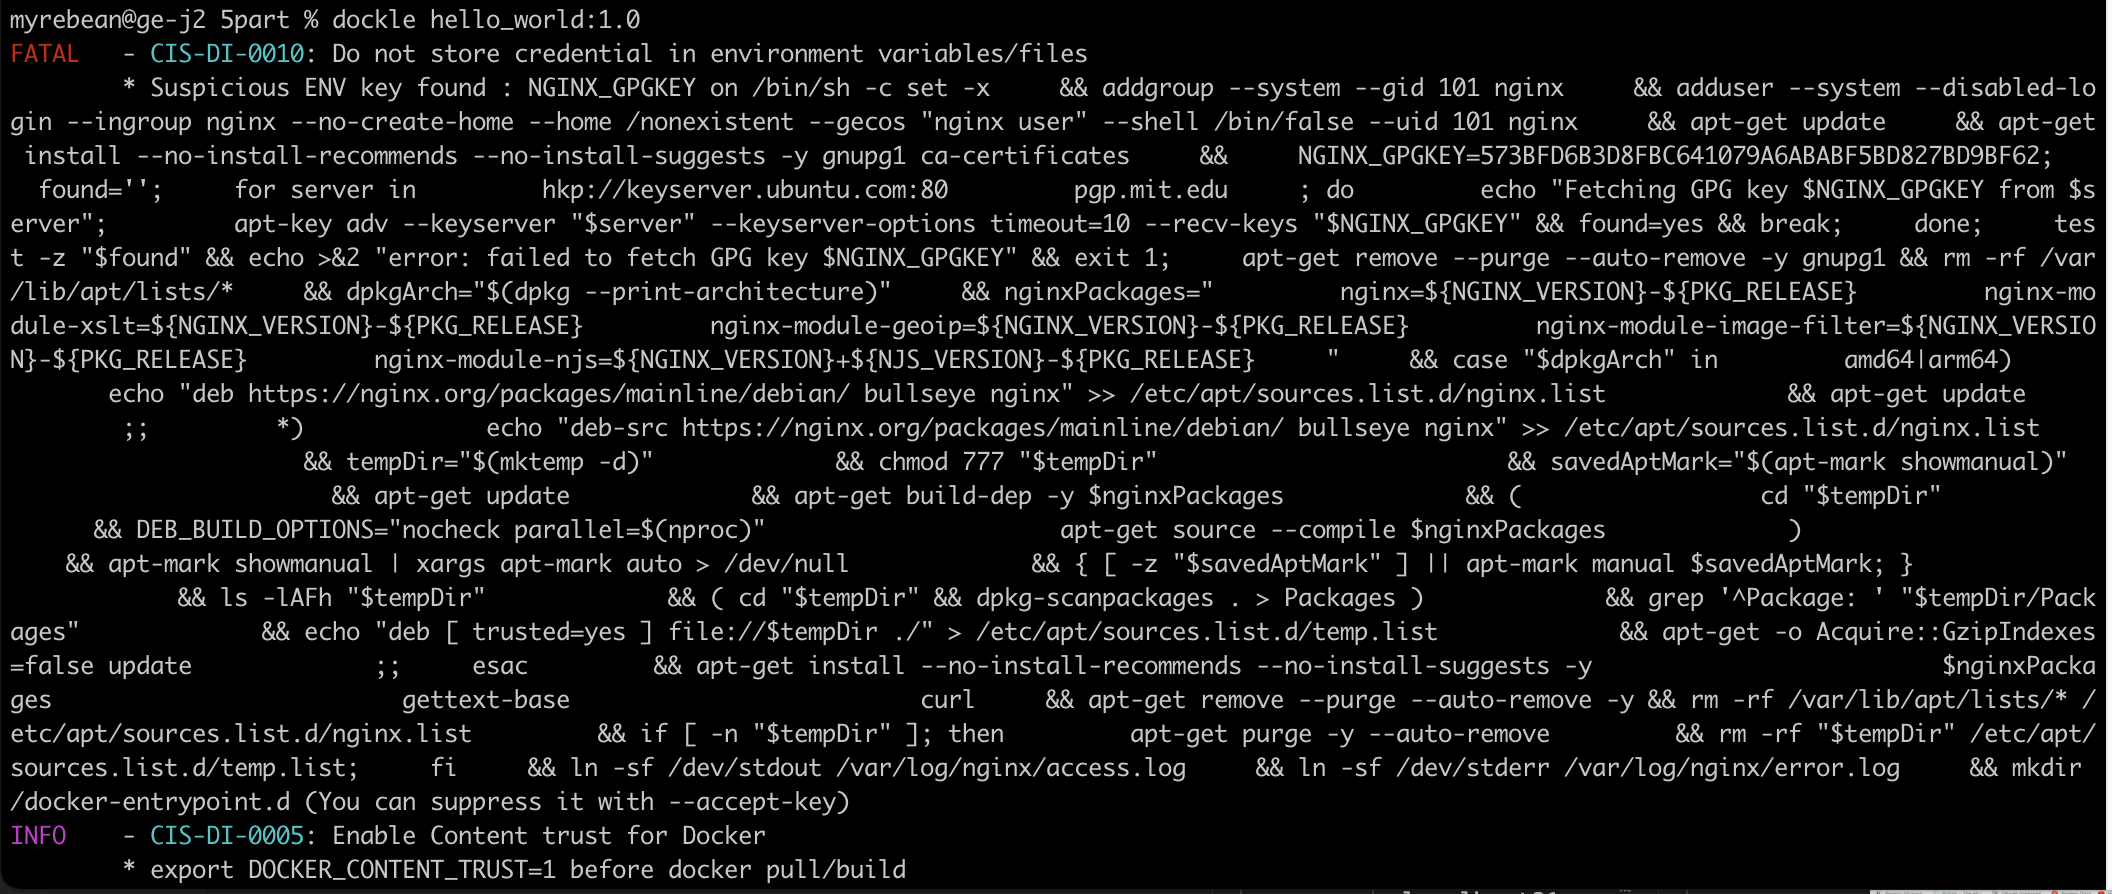 myrebean@ge-j2 5part % dockle hello_world:1.0
FATAL   - CIS-DI-0010: Do not store credential in environment variables/files
        * Suspicious ENV key found : NGINX_GPGKEY on /bin/sh -c set -x     && addgroup --system --gid 101 nginx     && adduser --system --disabled-lo
gin --ingroup nginx --no-create-home --home /nonexistent --gecos "nginx user" --shell /bin/false --uid 101 nginx     && apt-get update     && apt-get
 install --no-install-recommends --no-install-suggests -y gnupg1 ca-certificates     &&     NGINX_GPGKEY=573BFD6B3D8FBC641079A6ABABF5BD827BD9BF62;
  found='';     for server in         hkp://keyserver.ubuntu.com:80         pgp.mit.edu     ; do         echo "Fetching GPG key $NGINX_GPGKEY from $s
erver";         apt-key adv --keyserver "$server" --keyserver-options timeout=10 --recv-keys "$NGINX_GPGKEY" && found=yes && break;     done;     tes
t -z "$found" && echo >&2 "error: failed to fetch GPG key $NGINX_GPGKEY" && exit 1;     apt-get remove --purge --auto-remove -y gnupg1 && rm -rf /var
/lib/apt/lists/*     && dpkgArch="$(dpkg --print-architecture)"     && nginxPackages="         nginx=${NGINX_VERSION}-${PKG_RELEASE}         nginx-mo
dule-xslt=${NGINX_VERSION}-${PKG_RELEASE}         nginx-module-geoip=${NGINX_VERSION}-${PKG_RELEASE}         nginx-module-image-filter=${NGINX_VERSIO
N}-${PKG_RELEASE}         nginx-module-njs=${NGINX_VERSION}+${NJS_VERSION}-${PKG_RELEASE}     "     && case "$dpkgArch" in         amd64|arm64)
       echo "deb https://nginx.org/packages/mainline/debian/ bullseye nginx" >> /etc/apt/sources.list.d/nginx.list             && apt-get update
        ;;         *)             echo "deb-src https://nginx.org/packages/mainline/debian/ bullseye nginx" >> /etc/apt/sources.list.d/nginx.list
                     && tempDir="$(mktemp -d)"             && chmod 777 "$tempDir"                         && savedAptMark="$(apt-mark showmanual)"
                       && apt-get update             && apt-get build-dep -y $nginxPackages             && (                 cd "$tempDir"
      && DEB_BUILD_OPTIONS="nocheck parallel=$(nproc)"                     apt-get source --compile $nginxPackages             )
    && apt-mark showmanual | xargs apt-mark auto > /dev/null             && { [ -z "$savedAptMark" ] || apt-mark manual $savedAptMark; }
            && ls -lAFh "$tempDir"             && ( cd "$tempDir" && dpkg-scanpackages . > Packages )             && grep '^Package: ' "$tempDir/Pack
ages"             && echo "deb [ trusted=yes ] file://$tempDir ./" > /etc/apt/sources.list.d/temp.list             && apt-get -o Acquire::GzipIndexes
=false update             ;;     esac         && apt-get install --no-install-recommends --no-install-suggests -y                         $nginxPacka
ges                         gettext-base                         curl     && apt-get remove --purge --auto-remove -y && rm -rf /var/lib/apt/lists/* /
etc/apt/sources.list.d/nginx.list         && if [ -n "$tempDir" ]; then         apt-get purge -y --auto-remove         && rm -rf "$tempDir" /etc/apt/
sources.list.d/temp.list;     fi     && ln -sf /dev/stdout /var/log/nginx/access.log     && ln -sf /dev/stderr /var/log/nginx/error.log     && mkdir
/docker-entrypoint.d (You can suppress it with --accept-key)
INFO    - CIS-DI-0005: Enable Content trust for Docker
        * export DOCKER_CONTENT_TRUST=1 before docker pull/build